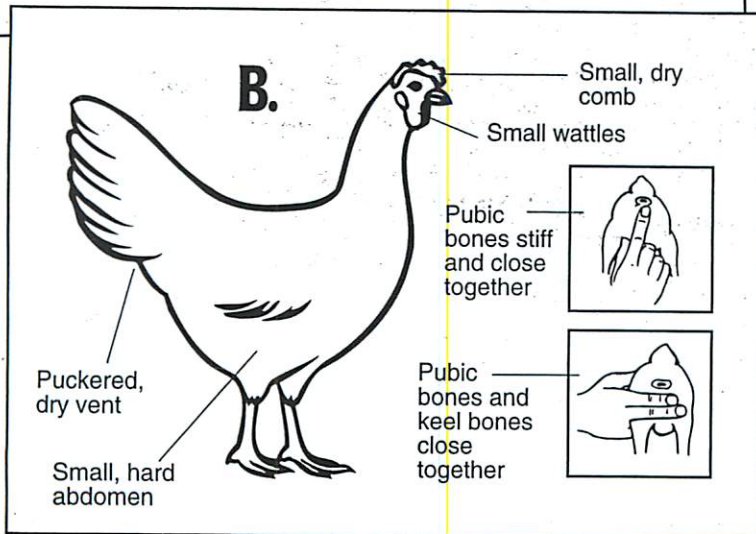 B.
Small, dry
comb
Small wattles
Pubic
bones stiff
and close
together
Puckered,
dry vent
Pubic
bones and
keel bones
close
together
Small, hard
abdomen